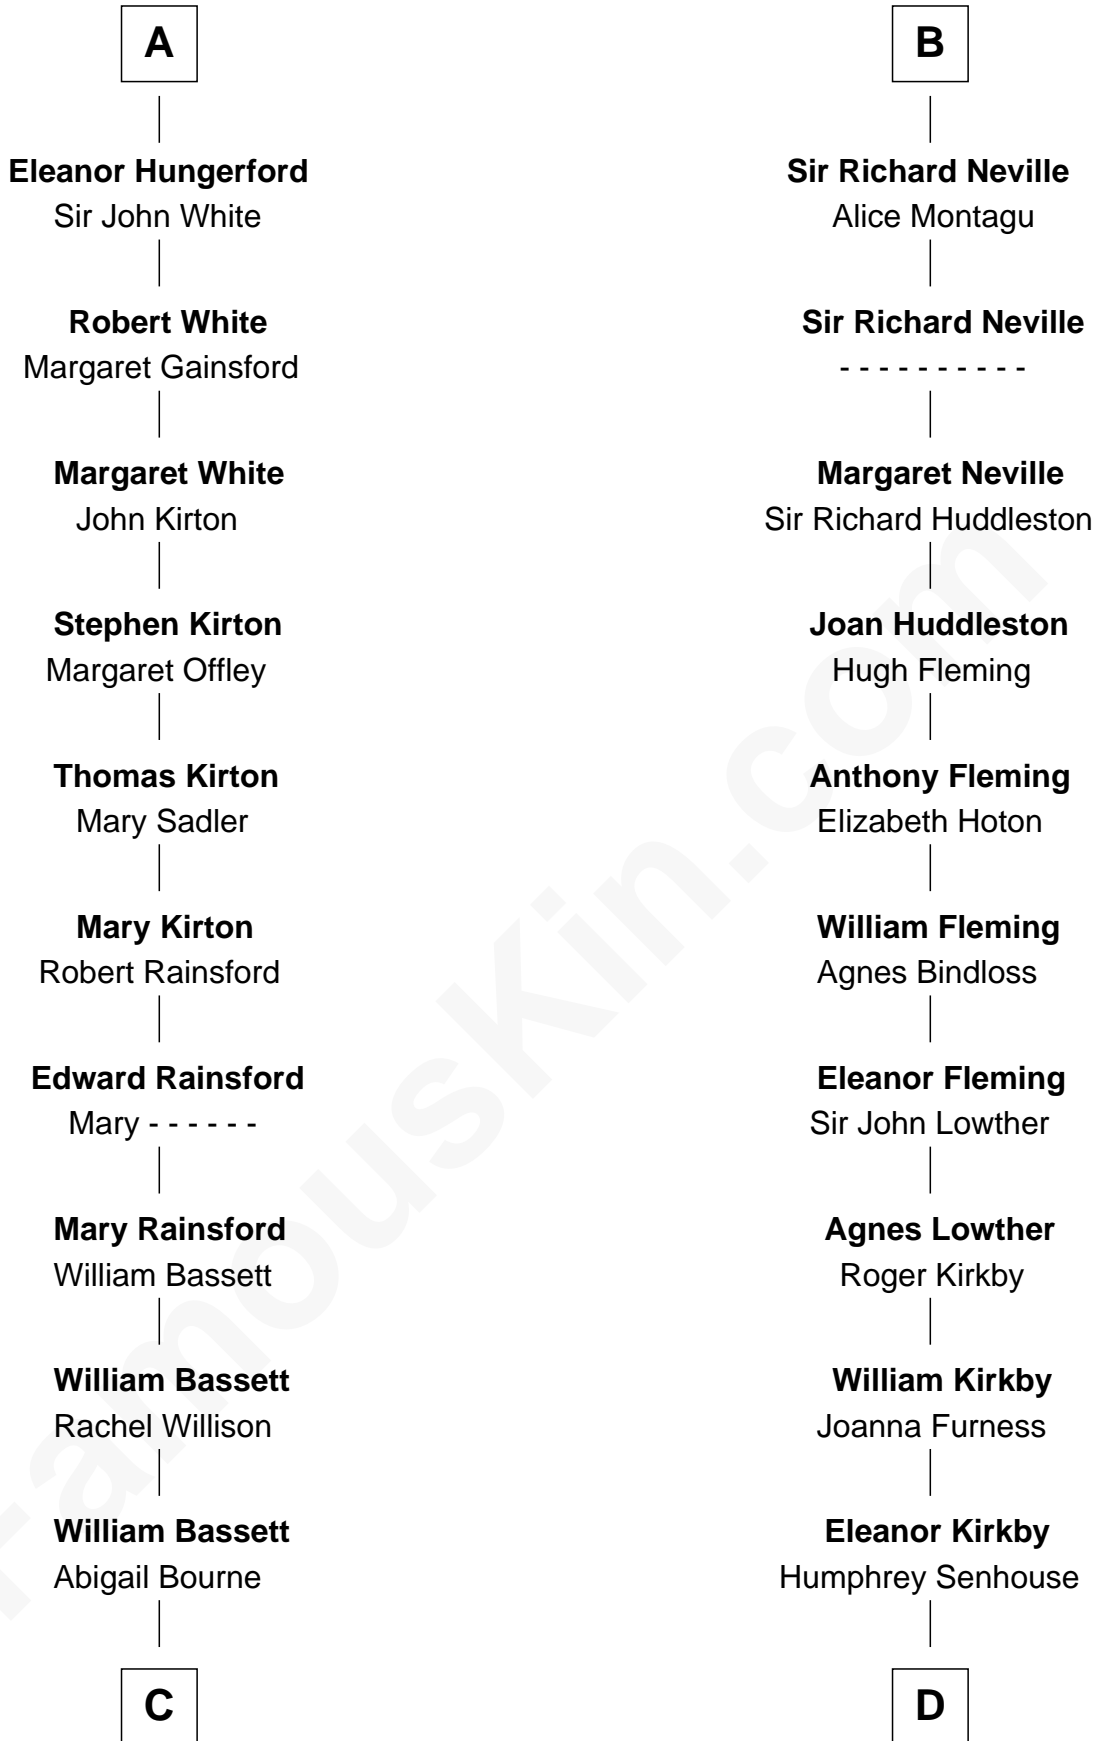 A
Eleanor Hungerford
Sir John White
Robert White
Margaret Gainsford
Margaret White
John Kirton
Stephen Kirton
Margaret Offley
Thomas Kirton
Mary Sadler
Mary Kirton
Robert Rainsford
Edward Rainsford
Mary - - - - - -
Mary Rainsford
William Bassett
William Bassett
Rachel Willison
William Bassett
Abigail Bourne
C
B
Sir Richard Neville
Alice Montagu
Sir Richard Neville
- - - - - - - - - -
Margaret Neville
Sir Richard Huddleston
Joan Huddleston
Hugh Fleming
Anthony Fleming
Elizabeth Hoton
William Fleming
Agnes Bindloss
Eleanor Fleming
Sir John Lowther
Agnes Lowther
Roger Kirkby
William Kirkby
Joanna Furness
Eleanor Kirkby
Humphrey Senhouse
D
FamousKin.com